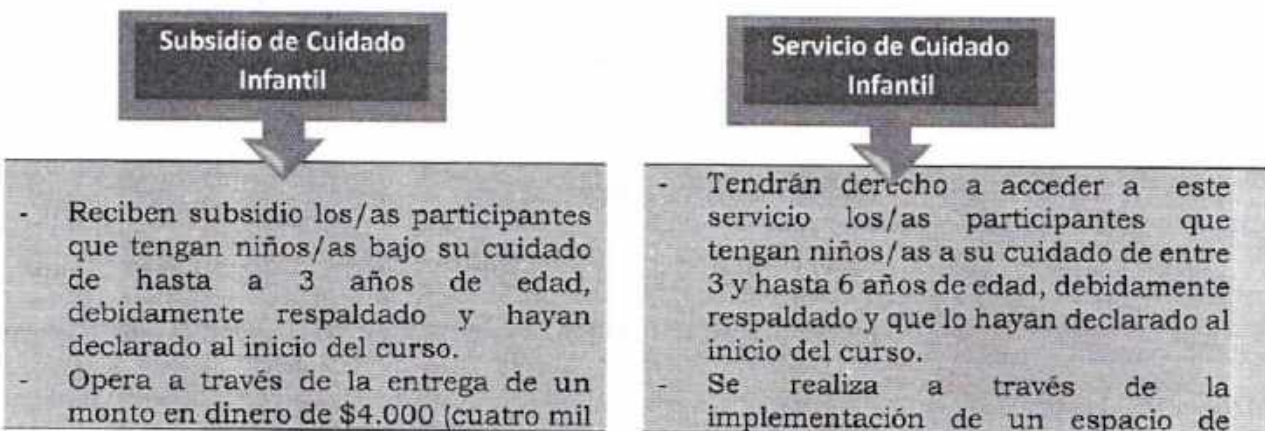 Subsidio de Cuidado
Infantil
- Reciben subsidio los/as participantes
que tengan niños/as bajo su cuidado
de hasta a 3 años de edad,
debidamente respaldado y hayan
declarado al inicio del curso.
- Opera a través de la entrega de un
monto en dinero de $4.000 (cuatro mil
Servicio de Cuidado
Infantil
- Tendrán derecho a acceder a este
servicio los/as participantes que
tengan niños/as a su cuidado de entre
3 y hasta 6 años de edad, debidamente
respaldado y que lo hayan declarado al
inicio del curso.
- Se realiza a través de la
implementación de un espacio de